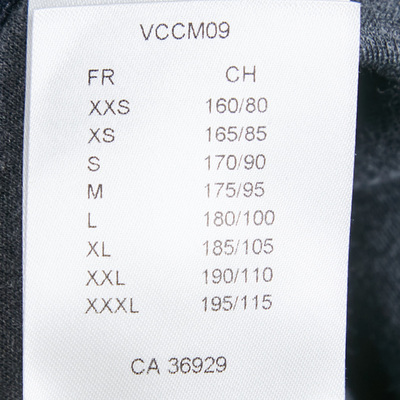 VCCM09
FR CH
XXS 160/80
XS 165/85
S 170/90
M 175/95
L 180/100
XL 185/105
XXL 190/110
XXXL 195/115
CA 36929